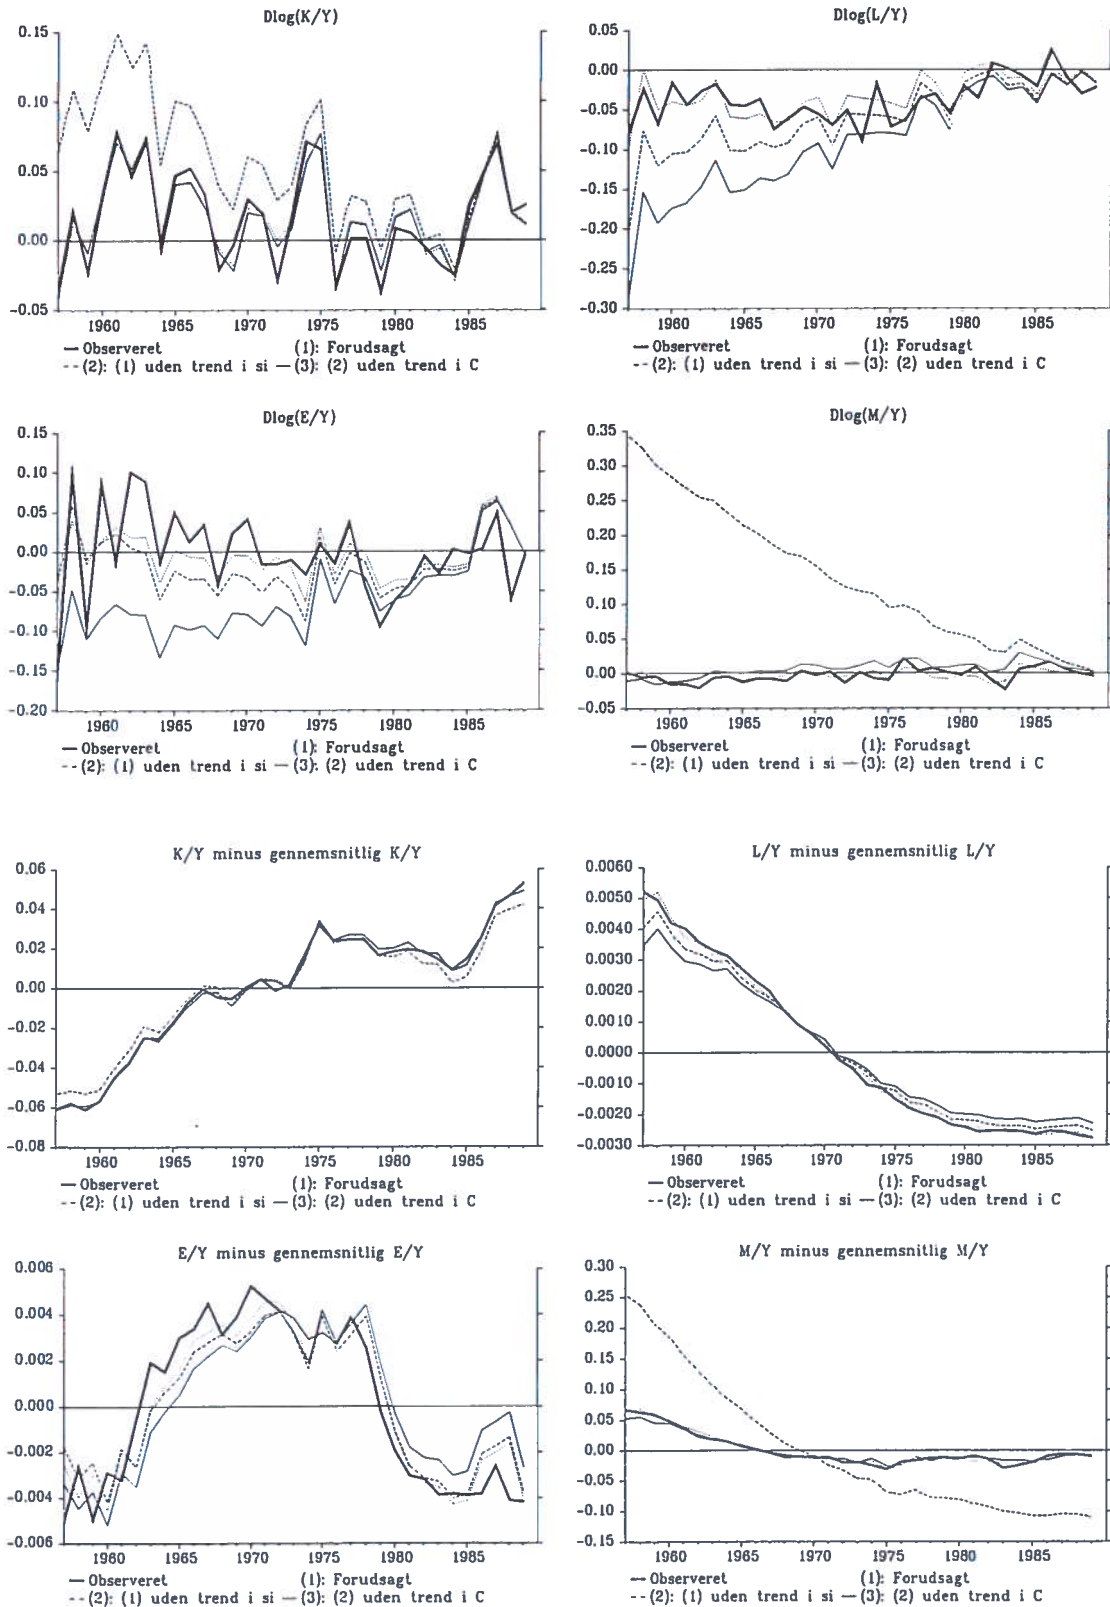 Dlog(K/Y)
0.15
0.10
0.05
0.00
-0.05
1960 1965 1970 1975 1980 1985
Observeret (1): Forudsagt
(2): (1) uden trend i si (3): (2) uden trend i C
Dlog(L/Y)
0.05
0.00
-0.05
-0.10
-0.15
-0.20
-0.25
-0.30
1960 1965 1970 1975 1980 1985
Observeret (1): Forudsagt
(2): (1) uden trend i si (3): (2) uden trend i C
Dlog(E/Y)
0.15
0.10
0.05
0.00
-0.05
-0.10
-0.15
-0.20
1960 1965 1970 1975 1980 1985
Observeret (1): Forudsagt
(2): (1) uden trend i si (3): (2) uden trend i C
Dlog(M/Y)
0.35
0.30
0.25
0.20
0.15
0.10
0.05
0.00
-0.05
1960 1965 1970 1975 1980 1985
Observeret (1): Forudsagt
(2): (1) uden trend i si (3): (2) uden trend i C
K/Y minus gennemsnitlig K/Y
0.06
0.04
0.02
0.00
-0.02
-0.04
-0.06
-0.08
1960 1965 1970 1975 1980 1985
Observeret (1): Forudsagt
(2): (1) uden trend i si (3): (2) uden trend i C
L/Y minus gennemsnitlig L/Y
0.0060
0.0050
0.0040
0.0030
0.0020
0.0010
0.0000
-0.0010
-0.0020
-0.0030
1960 1965 1970 1975 1980 1985
Observeret (1): Forudsagt
(2): (1) uden trend i si (3): (2) uden trend i C
E/Y minus gennemsnitlig E/Y
0.006
0.004
0.002
0.000
-0.002
-0.004
-0.006
1960 1965 1970 1975 1980 1985
Observeret (1): Forudsagt
(2): (1) uden trend i si (3): (2) uden trend i C
M/Y minus gennemsnitlig M/Y
0.30
0.25
0.20
0.15
0.10
0.05
0.00
-0.05
-0.10
-0.15
1960 1965 1970 1975 1980 1985
Observeret (1): Forudsagt
(2): (1) uden trend i si (3): (2) uden trend i C